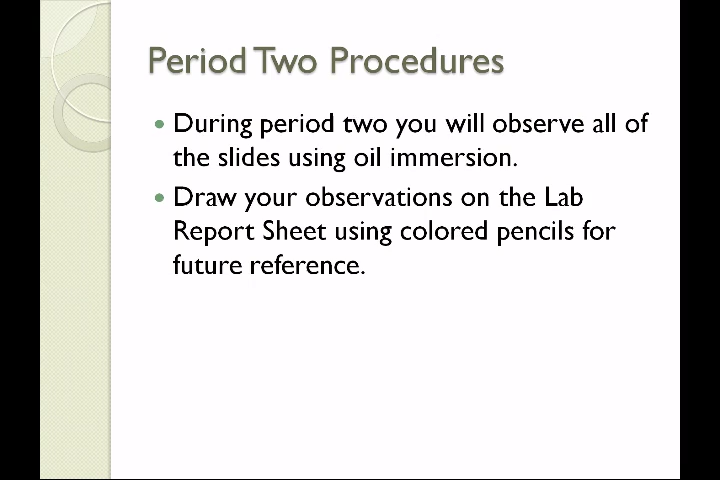 Period Two Procedures
• During period two you will observe all of
the slides using oil immersion.
• Draw your observations on the Lab
Report Sheet using colored pencils for
future reference.